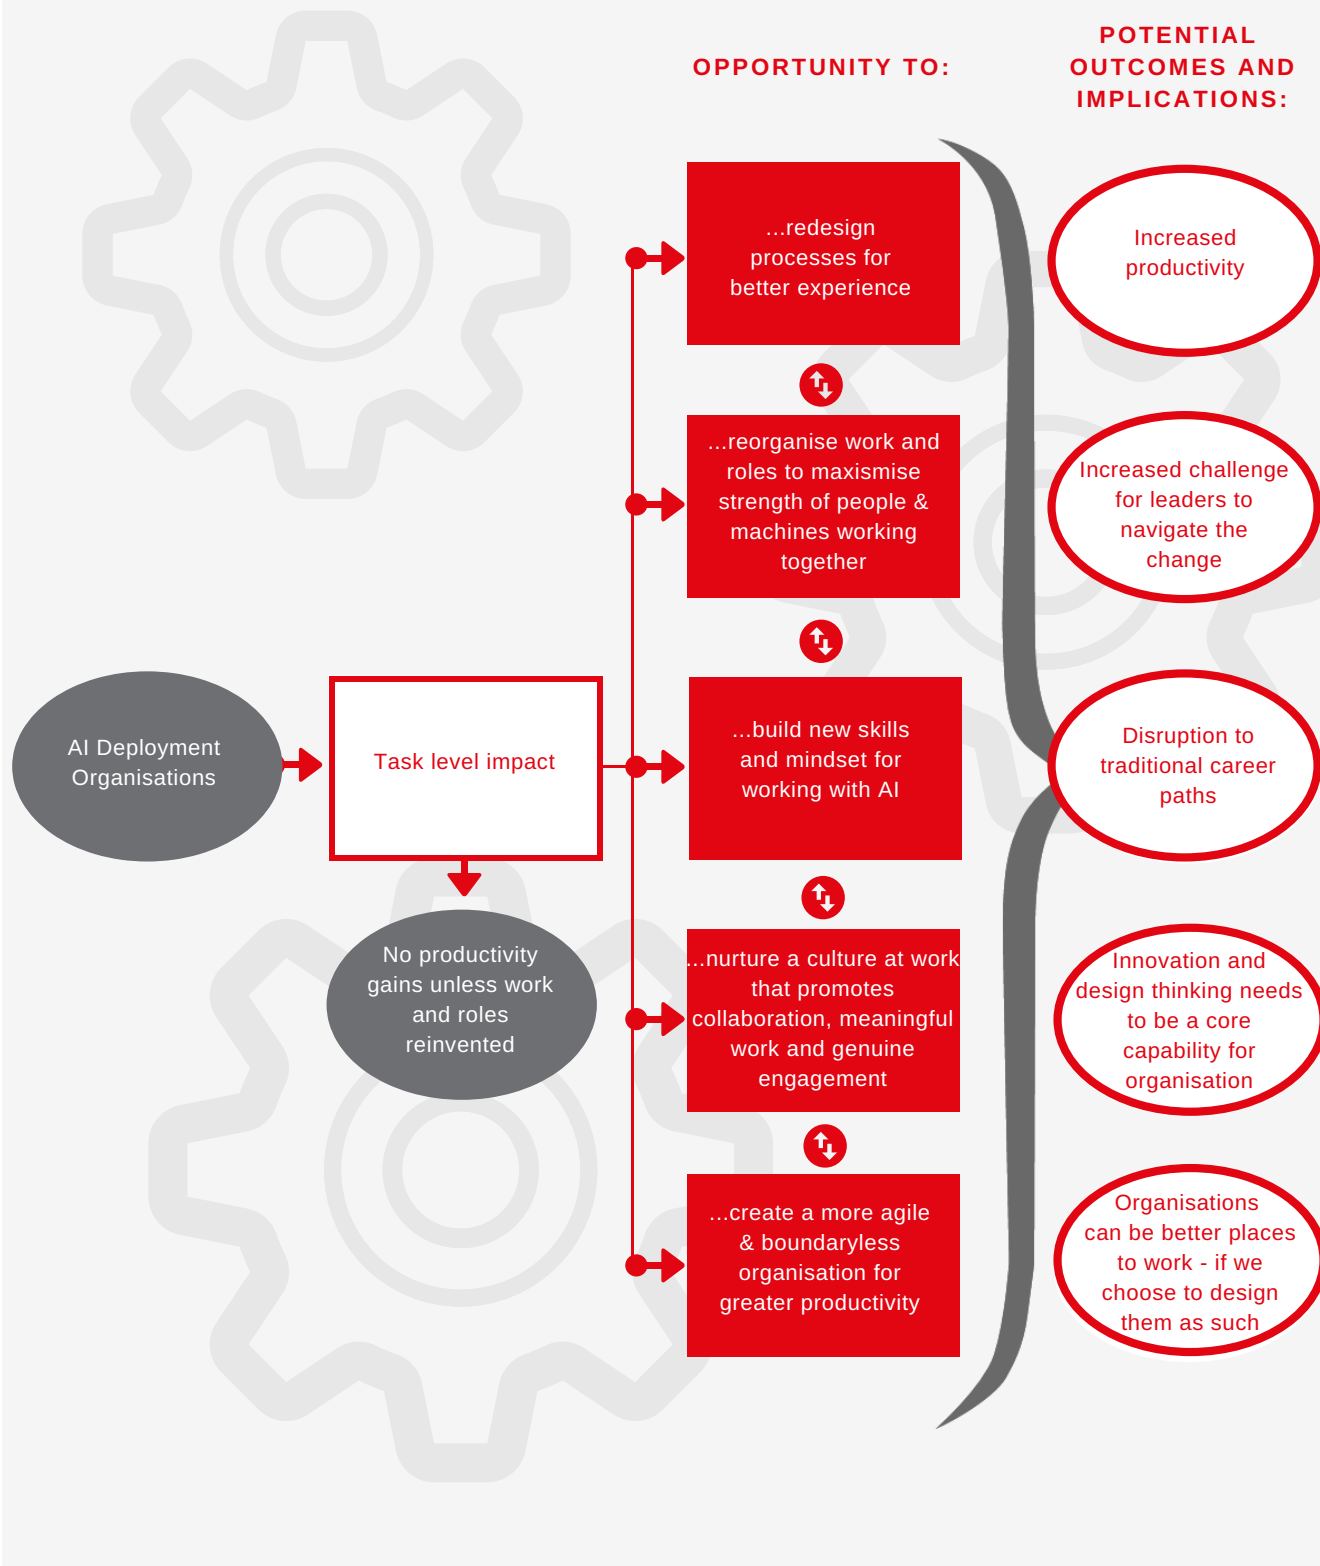 OPPORTUNITY TO:
POTENTIAL
OUTCOMES AND
IMPLICATIONS:
AI Deployment
Organisations
Task level impact
No productivity
gains unless work
and roles
reinvented
...redesign
processes for
better experience
...reorganise work and
roles to maxismise
strength of people &
machines working
together
...build new skills
and mindset for
working with AI
...nurture a culture at work
that promotes
collaboration, meaningful
work and genuine
engagement
...create a more agile
& boundaryless
organisation for
greater productivity
Increased
productivity
Increased challenge
for leaders to
navigate the
change
Disruption to
traditional career
paths
Innovation and
design thinking needs
to be a core
capability for
organisation
Organisations
can be better places
to work - if we
choose to design
them as such